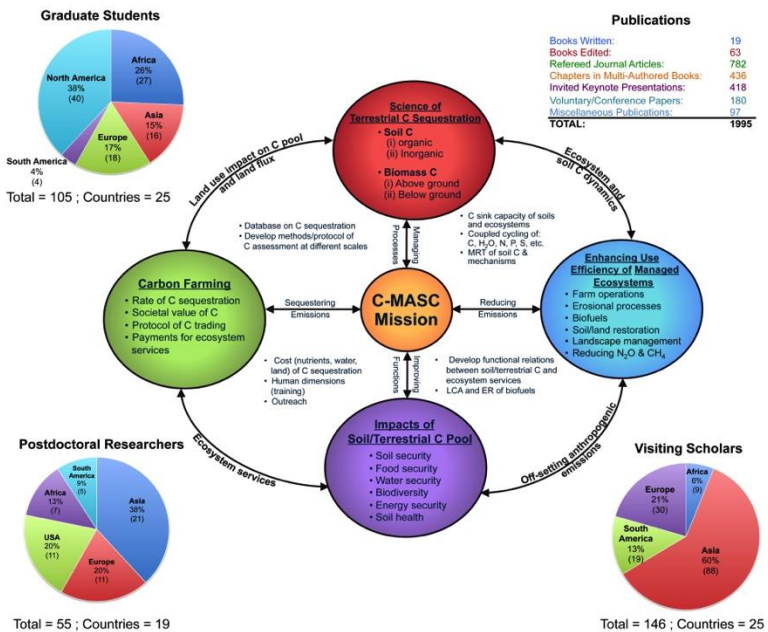 Graduate Students
Africa
26%
(27)
Asia
15%
(16)
Europe
17%
(18)
South America
4%
(4)
North America
38%
(40)
Total = 105 ; Countries = 25
Publications
Books Written: 19
Books Edited: 63
Refereed Journal Articles: 782
Chapters in Multi-Authored Books: 436
Invited Keynote Presentations: 418
Voluntary/Conference Papers: 180
Miscellaneous Publications: 97
TOTAL: 1995
Science of
Terrestrial C Sequestration
• Soil C
(i) organic
(ii) Inorganic
• Biomass C
(i) Above ground
(ii) Below ground
Land use impact on C pool
and land flux
Ecosystem and
soil C dynamics
• Database on C sequestration
• Develop methods/protocol of
C assessment at different scales
Managing
Processes
• C sink capacity of soils
and ecosystems
• Coupled cycling of:
C, H2O, N, P, S, etc.
• MRT of soil C &
mechanisms
Carbon Farming
• Rate of C sequestration
• Societal value of C
• Protocol of C trading
• Payments for ecosystem
services
Sequestering
Emissions
C-MASC
Mission
Reducing
Emissions
Enhancing Use
Efficiency of Managed
Ecosystems
• Farm operations
• Erosional processes
• Biofuels
• Soil/land restoration
• Landscape management
• Reducing N2O & CH4
• Cost (nutrients, water,
land) of C sequestration
• Human dimensions
(training)
• Outreach
Improving
Functions
• Develop functional relations
between soil/terrestrial C and
ecosystem services
• LCA and ER of biofuels
Impacts of
Soil/Terrestrial C Pool
• Soil security
• Food security
• Water security
• Biodiversity
• Energy security
• Soil health
Ecosystem services
Off-setting anthropogenic
emissions
Postdoctoral Researchers
Asia
38%
(21)
Europe
20%
(11)
USA
20%
(11)
Africa
13%
(7)
South
America
9%
(5)
Total = 55 ; Countries = 19
Visiting Scholars
Africa
6%
(9)
Asia
60%
(88)
South
America
13%
(19)
Europe
21%
(30)
Total = 146 ; Countries = 25